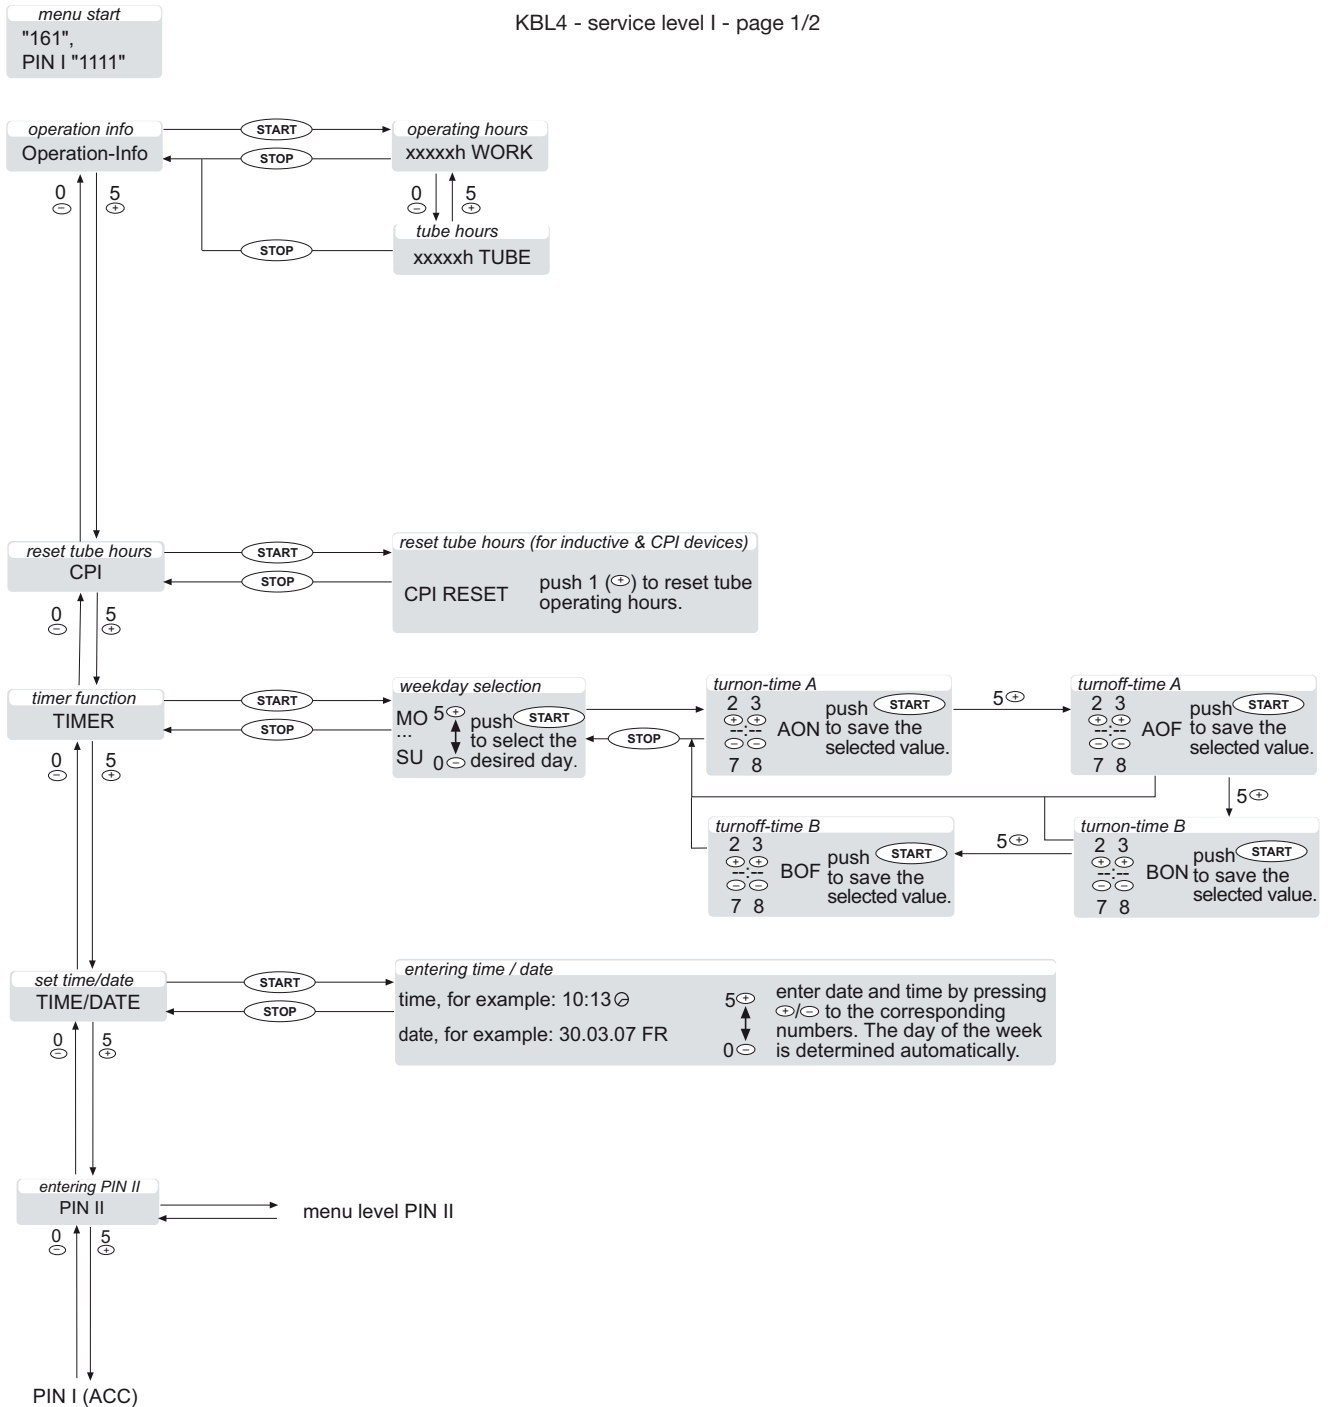 menu start
"161",
PIN I "1111"
KBL4 - service level I - page 1/2
operation info
Operation-Info
START
STOP
operating hours
xxxxxh WORK
0 5
0 5
tube hours
xxxxxh TUBE
STOP
reset tube hours
CPI
START
STOP
reset tube hours (for inductive & CPI devices)
CPI RESET
push 1 (+) to reset tube
operating hours.
0 5
timer function
TIMER
START
STOP
weekday selection
MO 5+
...
SU 0-
push START
to select the
desired day.
STOP
turnon-time A
2 3
+ +
--:--
- -
7 8
AON
push START
to save the
selected value.
5+
turnoff-time A
2 3
+ +
--:--
- -
7 8
AOF
push START
to save the
selected value.
0 5
5+
turnoff-time B
2 3
+ +
--:--
- -
7 8
BOF
push START
to save the
selected value.
5+
turnon-time B
2 3
+ +
--:--
- -
7 8
BON
push START
to save the
selected value.
set time/date
TIME/DATE
START
STOP
entering time / date
time, for example: 10:13
date, for example: 30.03.07 FR
5+
0-
enter date and time by pressing
+/- to the corresponding
numbers. The day of the week
is determined automatically.
0 5
entering PIN II
PIN II
menu level PIN II
0 5
PIN I (ACC)